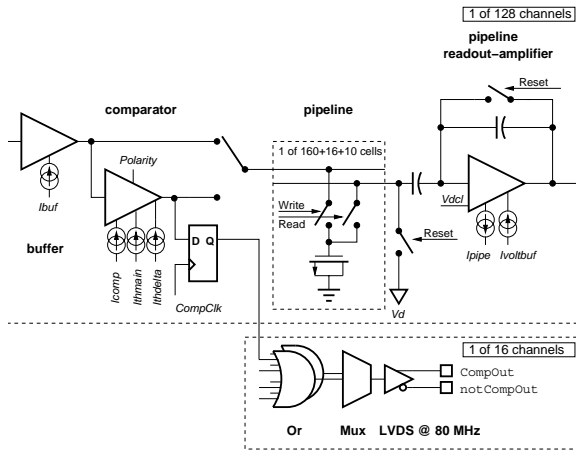 1 of 128 channels
pipeline
readout-amplifier
Reset
comparator
pipeline
1 of 160+16+10 cells
Polarity
Write
Read
Reset
Vdcl
Ibuf
buffer
Icomp
Ithmain
Ithdelta
D Q
CompClk
Ipipe
Ivoltbuf
Vd
1 of 16 channels
CompOut
notCompOut
Or
Mux
LVDS @ 80 MHz